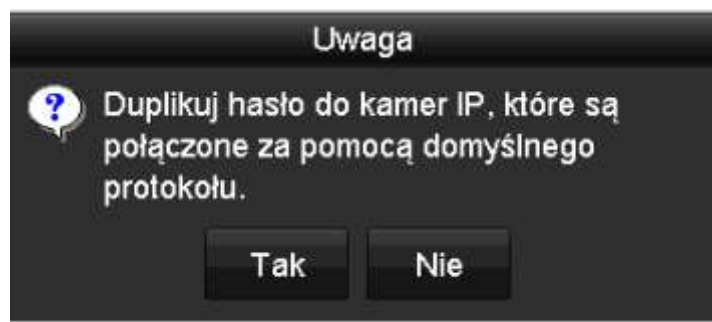 Uwaga
Duplikuj hasło do kamer IP, które są
połączone za pomocą domyślnego
protokołu.
Tak Nie